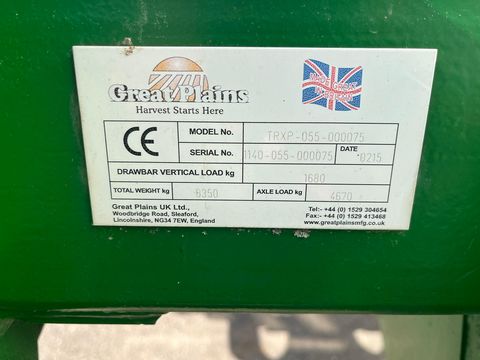 Great Plains
Harvest Starts Here
MADE GREAT
CE
MODEL No. TRXP-055-000075
SERIAL No. 1140-055-000075 DATE 0215
DRAWBAR VERTICAL LOAD kg 1680
TOTAL WEIGHT kg 6350 AXLE LOAD kg 4670
Great Plains UK Ltd.,
Woodbridge Road, Sleaford,
Lincolnshire, NG34 7EW, England
Tel:- +44 (0) 1529 304654
Fax:- +44 (0) 1529 413468
www.greatplainsmfg.co.uk